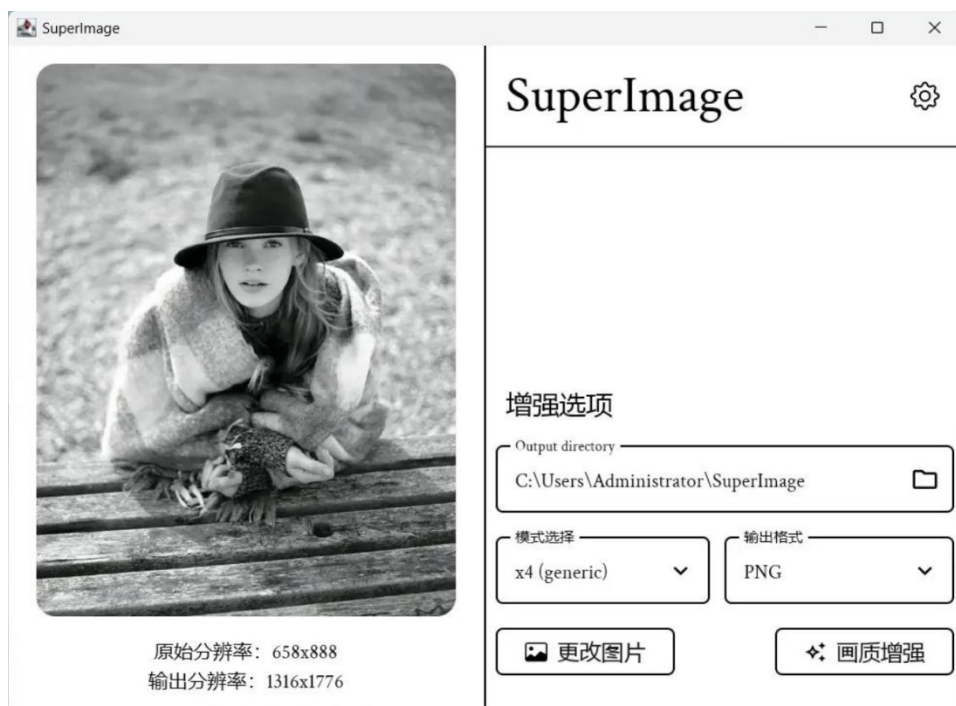 SuperImage
SuperImage
原始分辨率：658x888
输出分辨率：1316x1776
增强选项
Output directory
C:\Users\Administrator\SuperImage
模式选择
x4 (generic)
输出格式
PNG
更改图片
画质增强